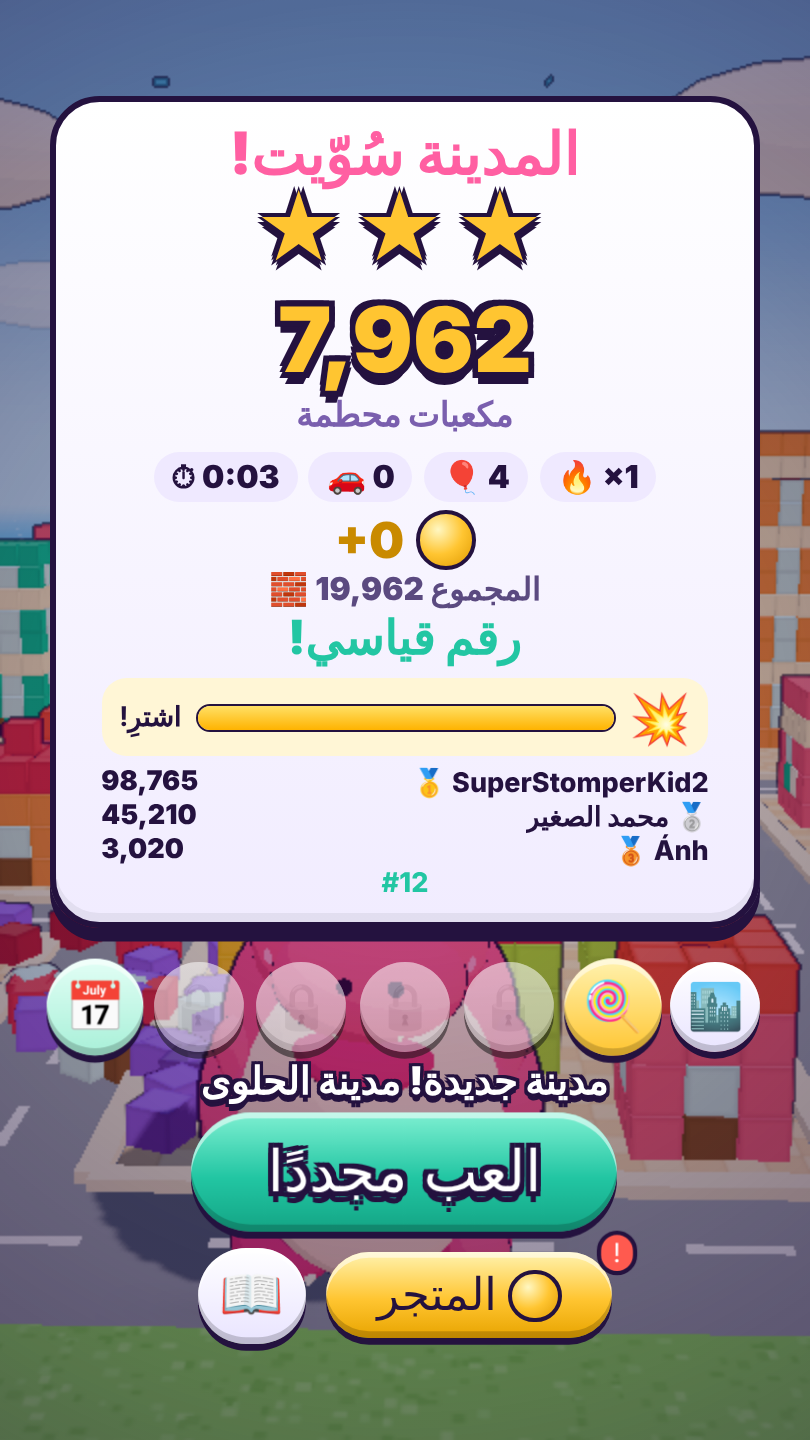 المدينة سُوّيت!
7,962
مكعبات محطمة
×1 4 0 0:03
+0
المجموع 19,962
رقم قياسي!
اشترِ!
SuperStomperKid2 98,765
محمد الصغير 45,210
Ánh 3,020
#12
July 17
مدينة جديدة! مدينة الحلوى
العب مجددًا
!
المتجر